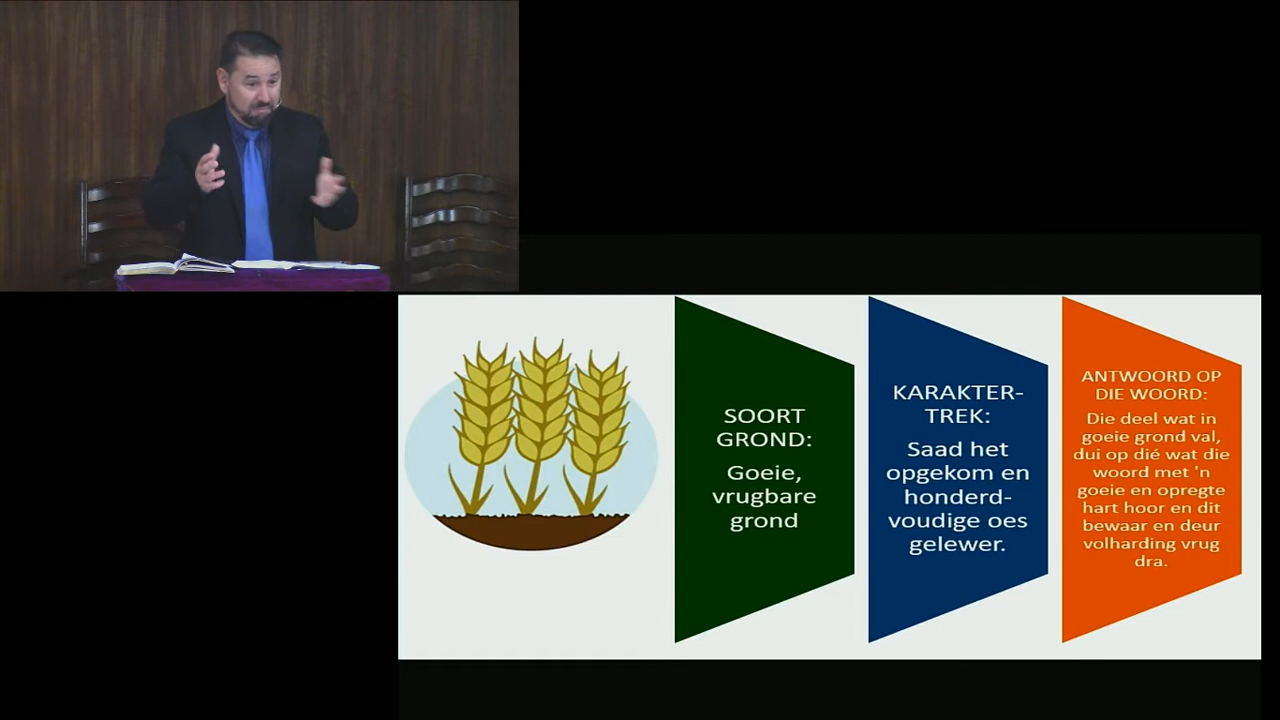 SOORT
GROND:
Goeie,
vrugbare
grond
KARAKTER-
TREK:
Saad het
opgekom en
honderd-
voudige oes
gelewer.
ANTWOORD OP
DIE WOORD:
Die deel wat in
goeie grond val,
dui op dié wat die
woord met 'n
goeie en opregte
hart hoor en dit
bewaar en deur
volharding vrug
dra.